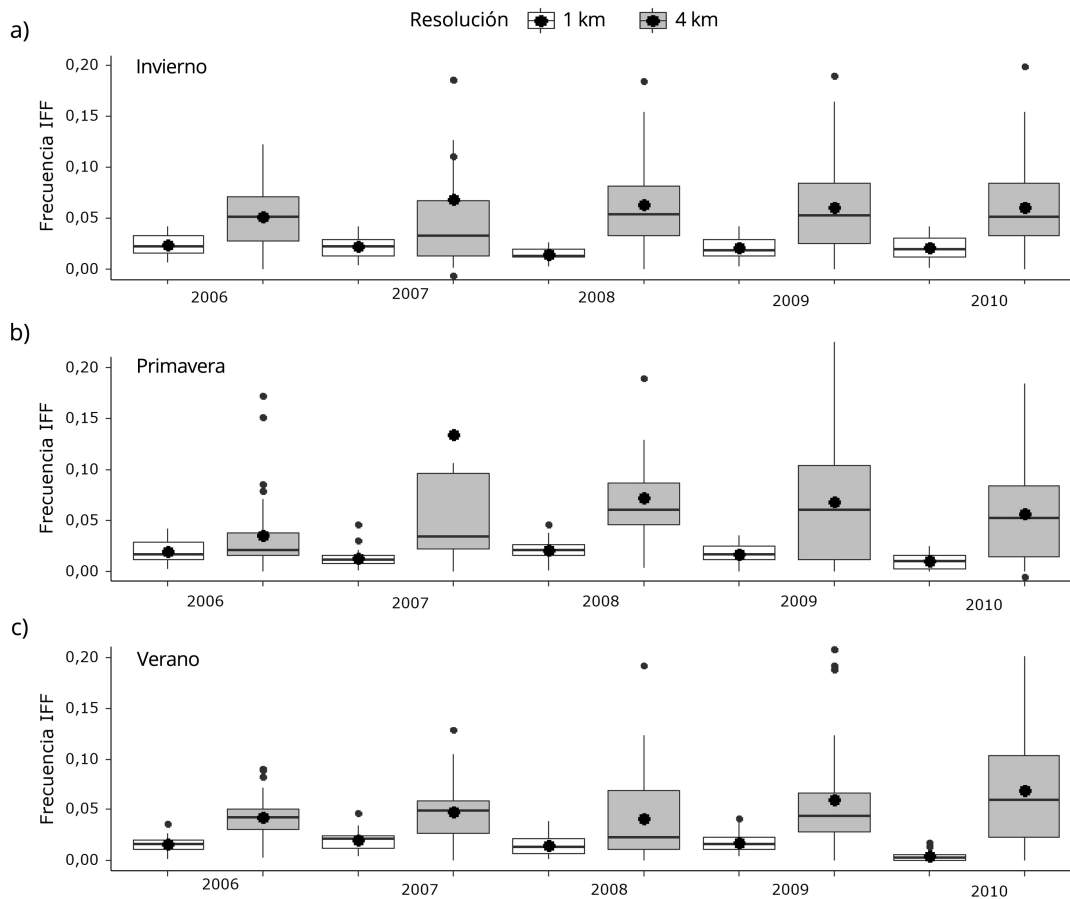 Resolución 1 km 4 km
a)
Invierno
Frecuencia IFF
0,20
0,15
0,10
0,05
0,00
2006 2007 2008 2009 2010
b)
Primavera
Frecuencia IFF
0,20
0,15
0,10
0,05
0,00
2006 2007 2008 2009 2010
c)
Verano
Frecuencia IFF
0,20
0,15
0,10
0,05
0,00
2006 2007 2008 2009 2010